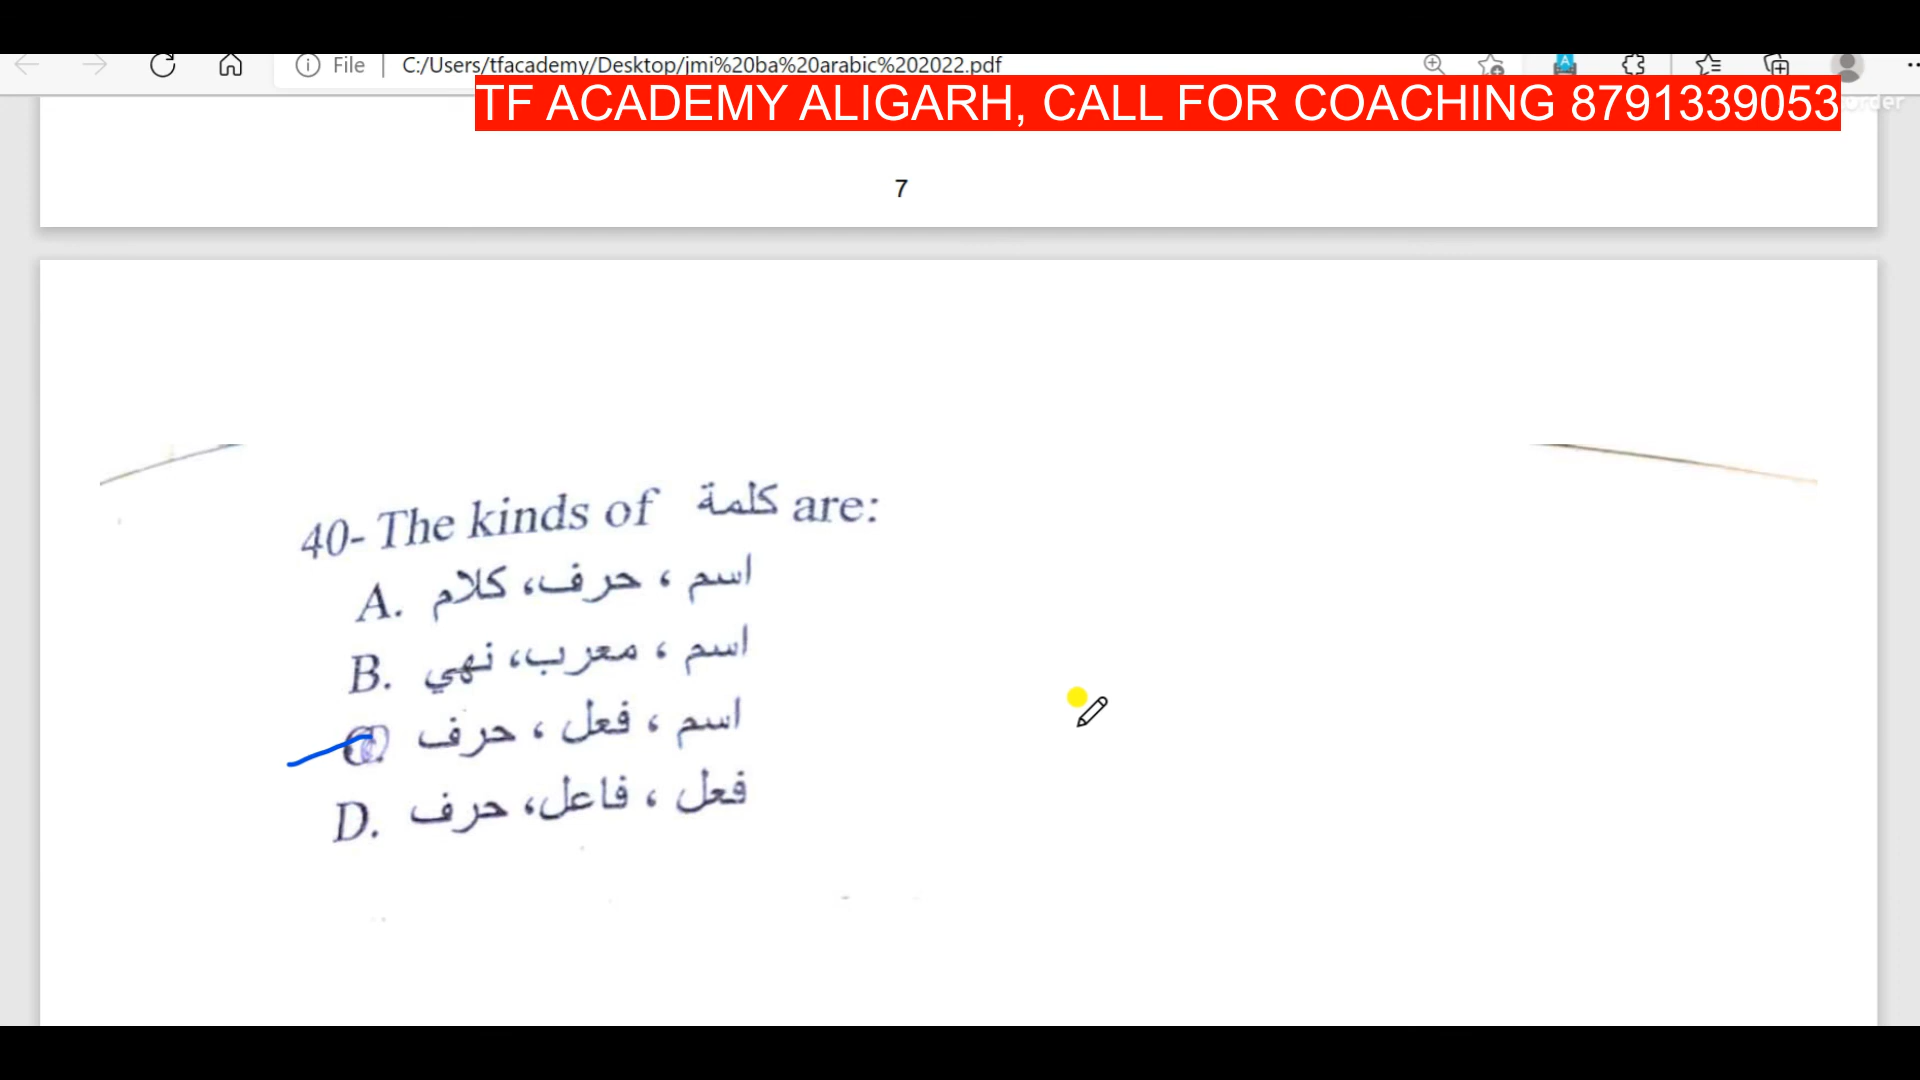 File | C:/Users/tfacademy/Desktop/jmi%20ba%20arabic%202022.pdf
TF ACADEMY ALIGARH, CALL FOR COACHING 8791339053
7
40- The kinds of كلمة are:
A. اسم ، حرف، كلام
B. اسم ، معرب، نهي
C. اسم ، فعل ، حرف
D. فعل ، فاعل، حرف